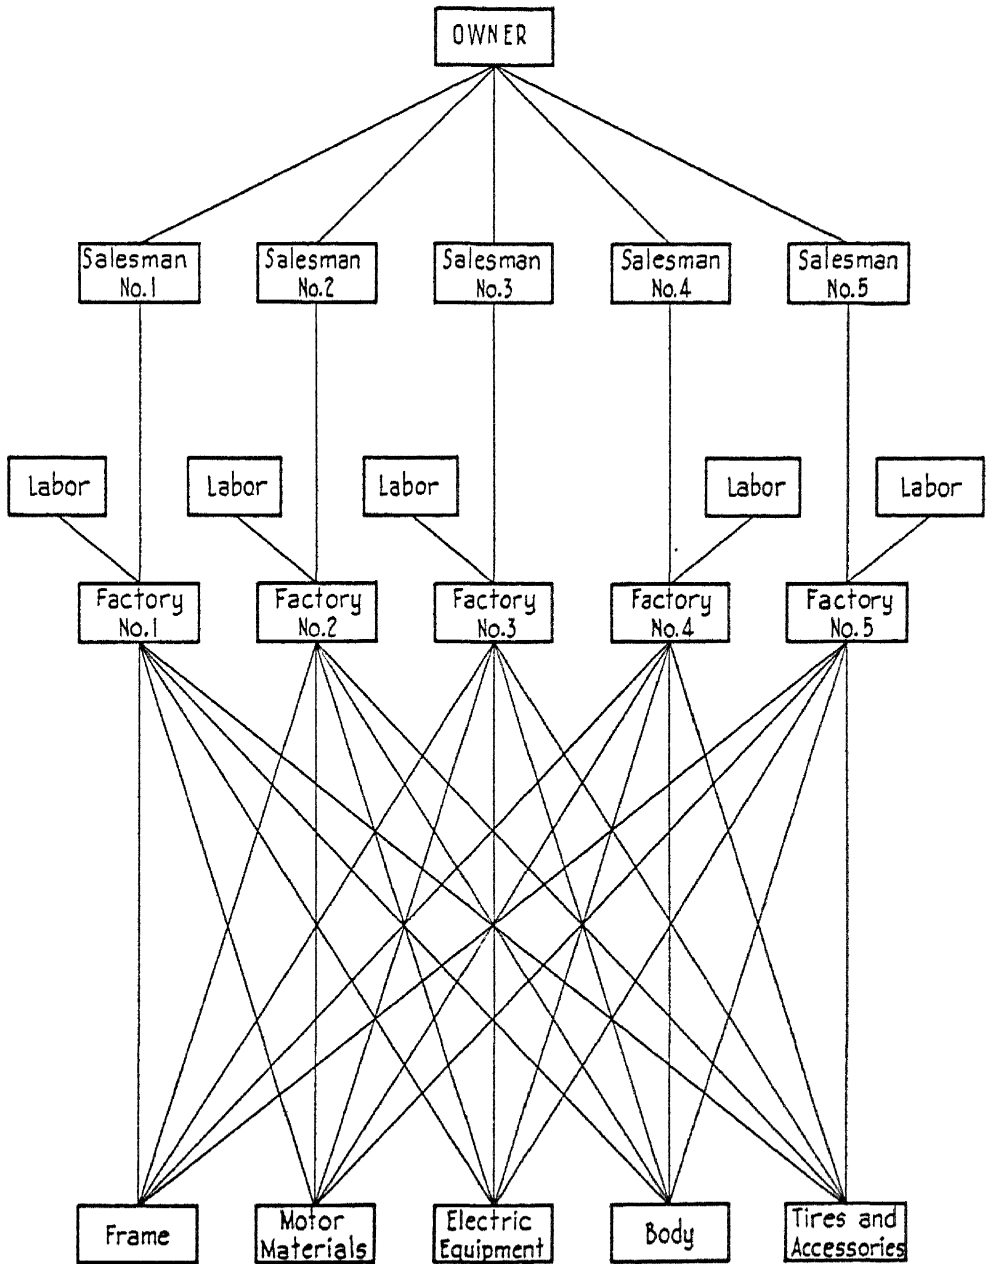 OWNER
Salesman
No.1
Salesman
No.2
Salesman
No.3
Salesman
No.4
Salesman
No.5
Labor
Labor
Labor
Labor
Labor
Factory
No.1
Factory
No.2
Factory
No.3
Factory
No.4
Factory
No.5
Frame
Motor
Materials
Electric
Equipment
Body
Tires and
Accessories